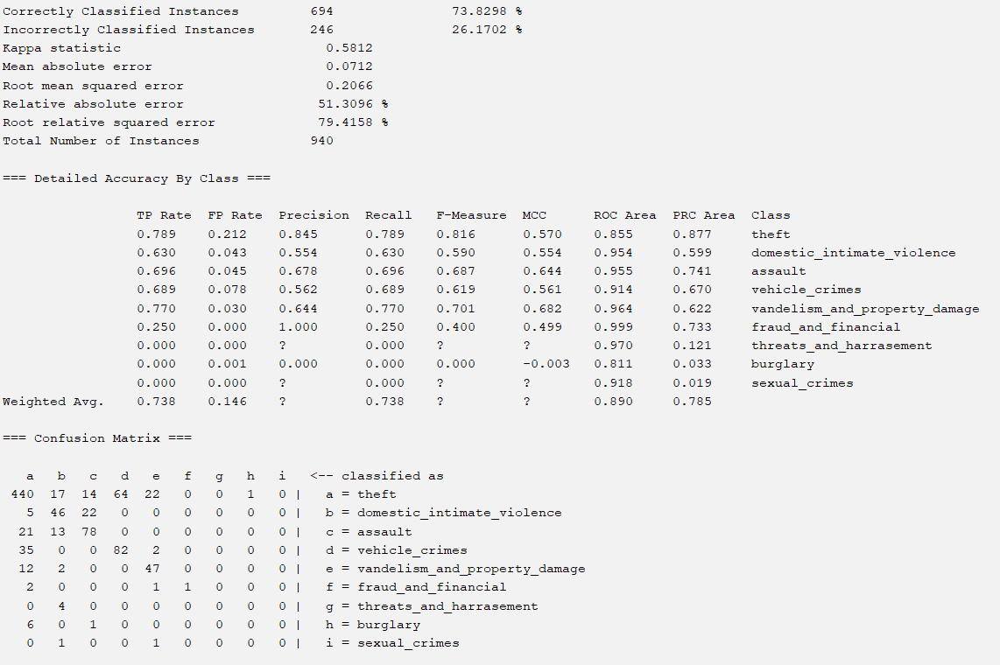 Correctly Classified Instances         694               73.8298 %
Incorrectly Classified Instances       246               26.1702 %
Kappa statistic                          0.5812
Mean absolute error                      0.0712
Root mean squared error                  0.2066
Relative absolute error                 51.3096 %
Root relative squared error             79.4158 %
Total Number of Instances              940

=== Detailed Accuracy By Class ===

                 TP Rate  FP Rate  Precision  Recall   F-Measure  MCC      ROC Area  PRC Area  Class
                 0.789    0.212    0.845      0.789    0.816      0.570    0.855     0.877     theft
                 0.630    0.043    0.554      0.630    0.590      0.554    0.954     0.599     domestic_intimate_violence
                 0.696    0.045    0.678      0.696    0.687      0.644    0.955     0.741     assault
                 0.689    0.078    0.562      0.689    0.619      0.561    0.914     0.670     vehicle_crimes
                 0.770    0.030    0.644      0.770    0.701      0.682    0.964     0.622     vandelism_and_property_damage
                 0.250    0.000    1.000      0.250    0.400      0.499    0.999     0.733     fraud_and_financial
                 0.000    0.000    ?          0.000    ?          ?        0.970     0.121     threats_and_harrasement
                 0.000    0.001    0.000      0.000    0.000      -0.003   0.811     0.033     burglary
                 0.000    0.000    ?          0.000    ?          ?        0.918     0.019     sexual_crimes
Weighted Avg.    0.738    0.146    ?          0.738    ?          ?        0.890     0.785

=== Confusion Matrix ===

   a   b   c   d   e   f   g   h   i   <-- classified as
 440  17  14  64  22   0   0   1   0 |   a = theft
   5  46  22   0   0   0   0   0   0 |   b = domestic_intimate_violence
  21  13  78   0   0   0   0   0   0 |   c = assault
  35   0   0  82   2   0   0   0   0 |   d = vehicle_crimes
  12   2   0   0  47   0   0   0   0 |   e = vandelism_and_property_damage
   2   0   0   0   1   1   0   0   0 |   f = fraud_and_financial
   0   4   0   0   0   0   0   0   0 |   g = threats_and_harrasement
   6   0   1   0   0   0   0   0   0 |   h = burglary
   0   1   0   0   1   0   0   0   0 |   i = sexual_crimes